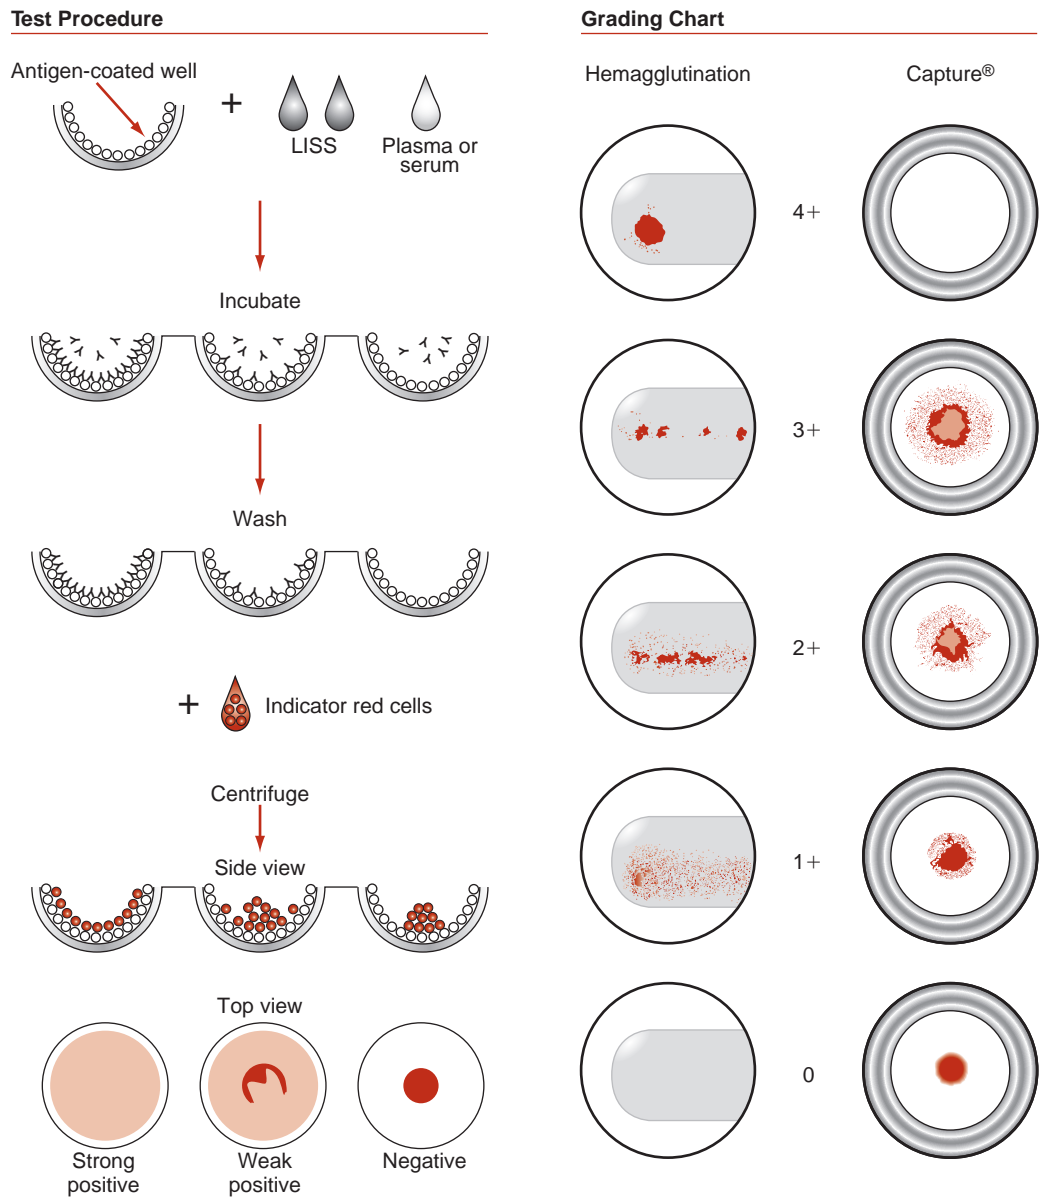 Test Procedure
Antigen-coated well
+
LISS
Plasma or
serum
Incubate
Wash
+
Indicator red cells
Centrifuge
Side view
Top view
Strong
positive
Weak
positive
Negative
Grading Chart
Hemagglutination
Capture®
4+
3+
2+
1+
0